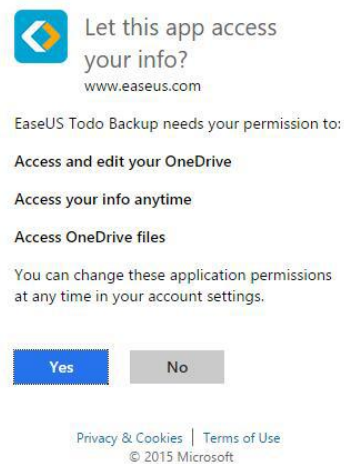 Let this app access
your info?
www.easeus.com
EaseUS Todo Backup needs your permission to:
Access and edit your OneDrive
Access your info anytime
Access OneDrive files
You can change these application permissions
at any time in your account settings.
Yes No
Privacy & Cookies | Terms of Use
© 2015 Microsoft